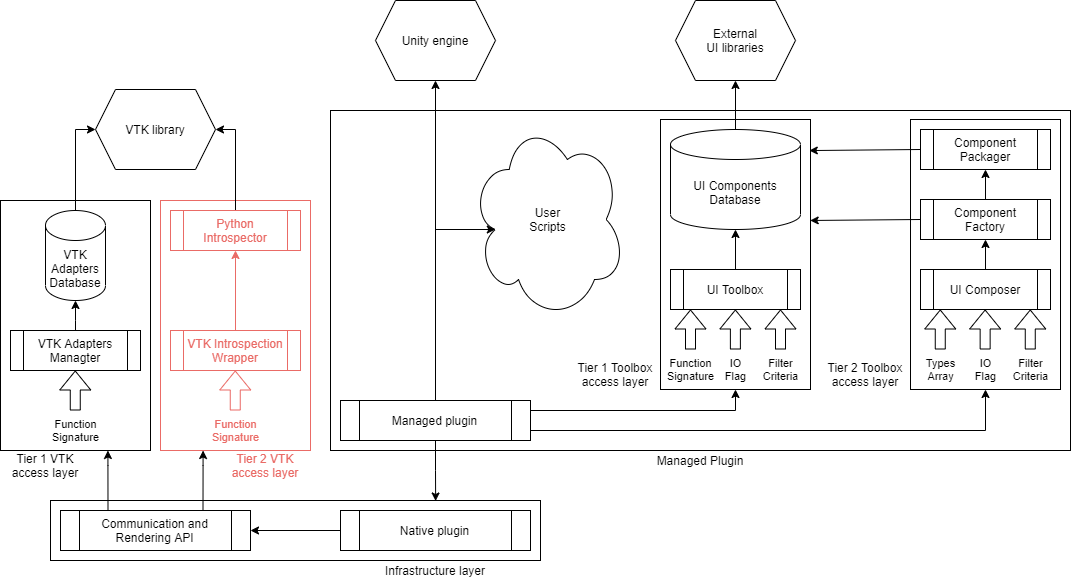 Unity engine
External
UI libraries
VTK library
Component
Packager
UI Components
Database
User
Scripts
Python
Introspector
Component
Factory
VTK
Adapters
Database
UI Toolbox
UI Composer
VTK Adapters
Managter
VTK Introspection
Wrapper
Function
Signature
IO
Flag
Filter
Criteria
Types
Array
IO
Flag
Filter
Criteria
Tier 1 Toolbox
access layer
Tier 2 Toolbox
access layer
Function
Signature
Function
Signature
Managed plugin
Tier 1 VTK
access layer
Tier 2 VTK
access layer
Managed Plugin
Communication and
Rendering API
Native plugin
Infrastructure layer